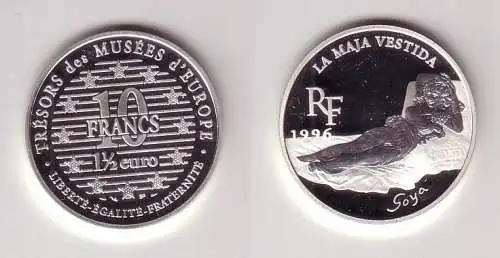 TRÉSORS des MUSÉES d'EUROPE
10
FRANCS
1½ euro
LIBERTÉ-ÉGALITÉ-FRATERNITÉ
LA MAJA VESTIDA
RF
1996
Goya